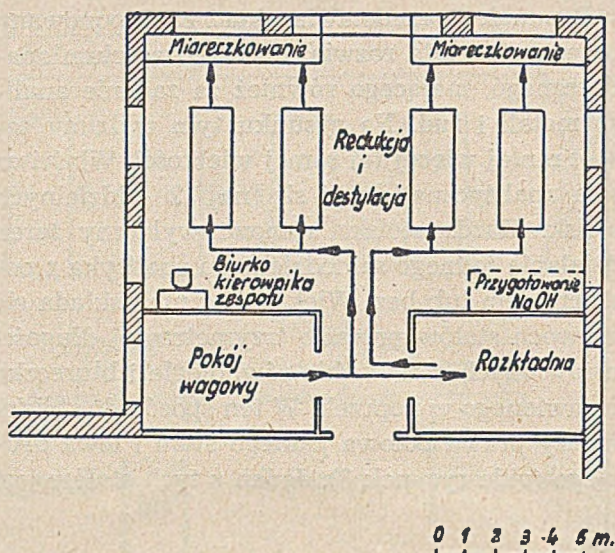 Miareczkowanie
Miareczkowanie
Redukcja
i
destylacja
Biurko
kierownika
zespołu
Przygotowanie
NaOH
Pokój
wagowy
Rozkładnia
0 1 2 3 4 5 m.